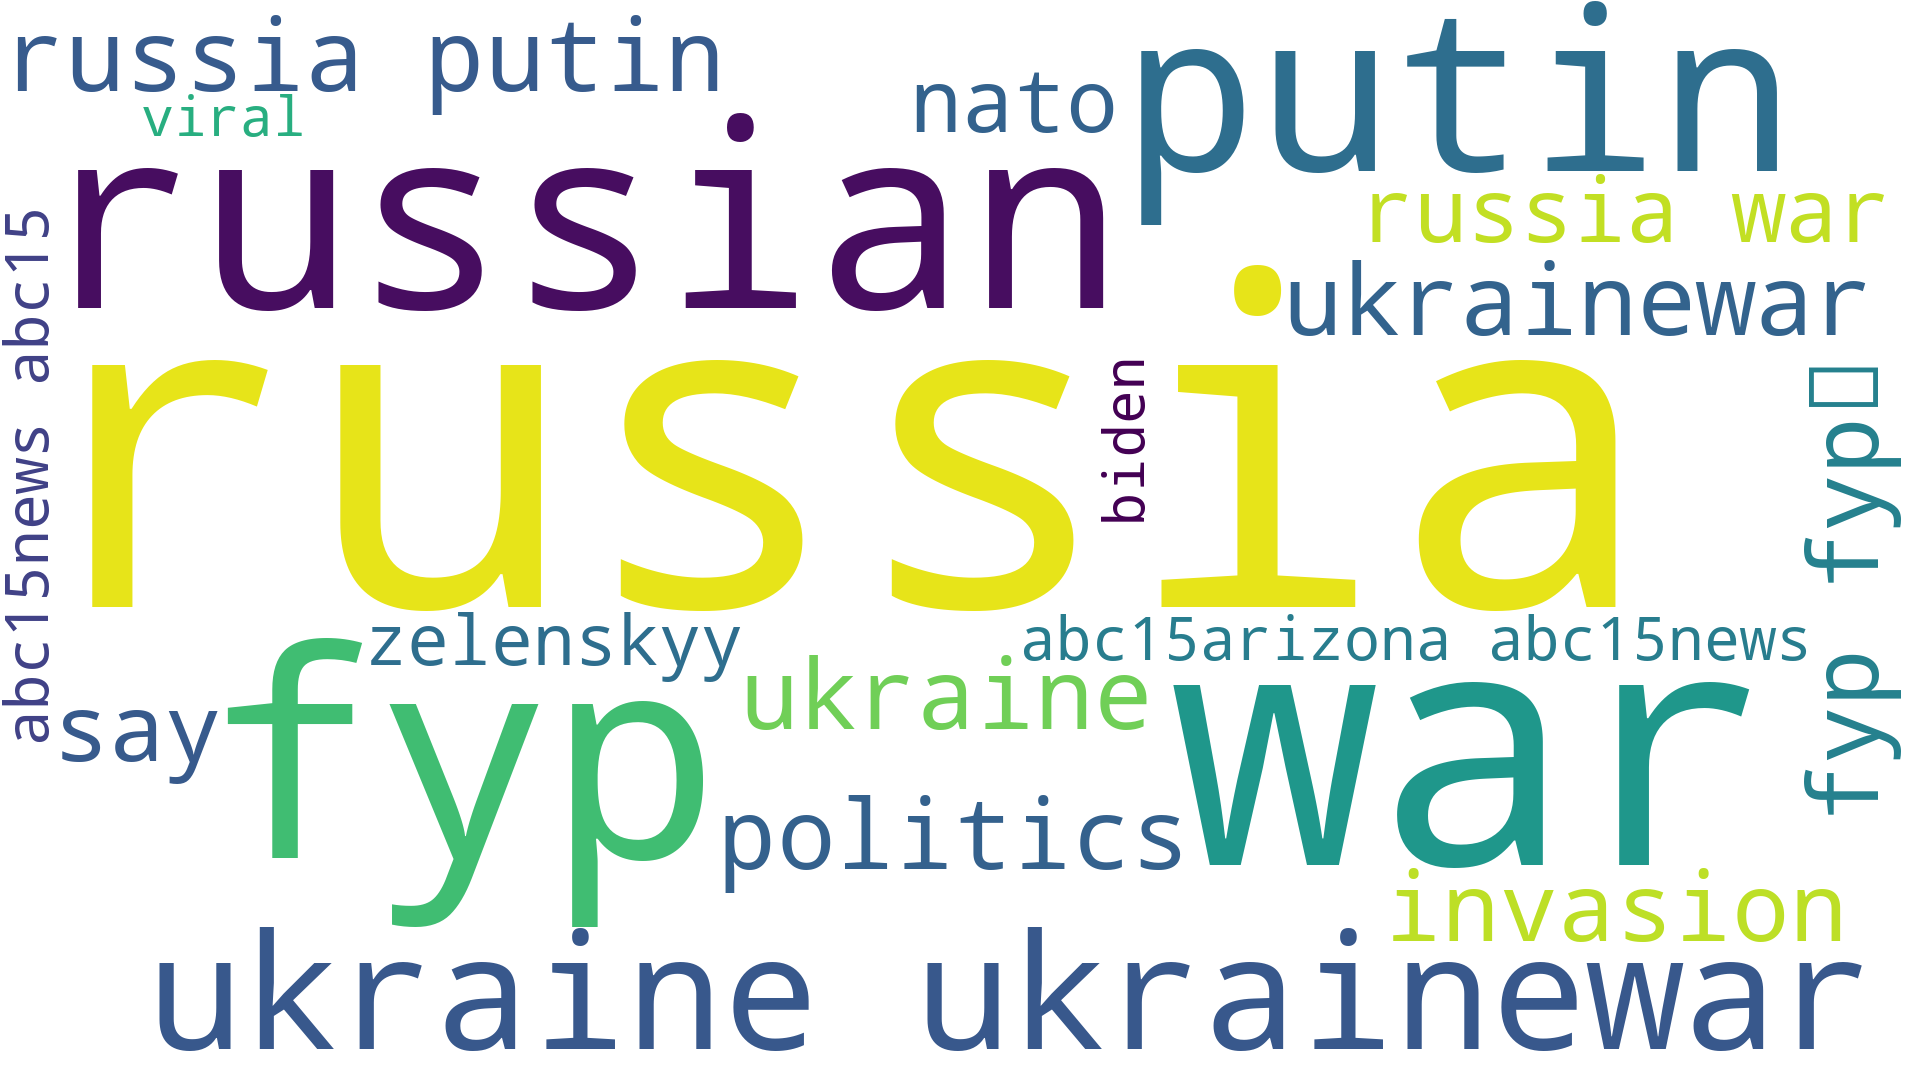 russia putin
putin
nato
viral
russian
russia war
ukrainewar
abc15news abc15
russia
biden
fyp fyp▯
zelenskyy
abc15arizona abc15news
ukraine
say
fyp
war
politics
invasion
ukraine ukrainewar